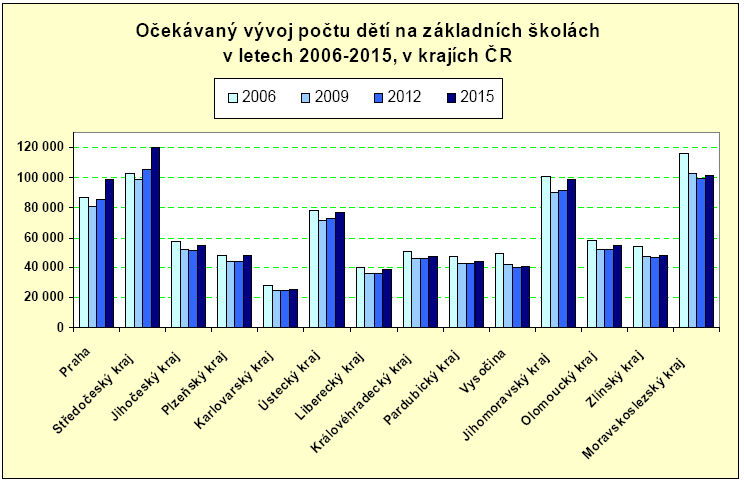 Očekávaný vývoj počtu dětí na základních školách
v letech 2006-2015, v krajích ČR
2006 2009 2012 2015
120 000
100 000
80 000
60 000
40 000
20 000
0
Praha
Středočeský kraj
Jihočeský kraj
Plzeňský kraj
Karlovarský kraj
Ústecký kraj
Liberecký kraj
Královéhradecký kraj
Pardubický kraj
Vysočina
Jihomoravský kraj
Olomoucký kraj
Zlínský kraj
Moravskoslezský kraj